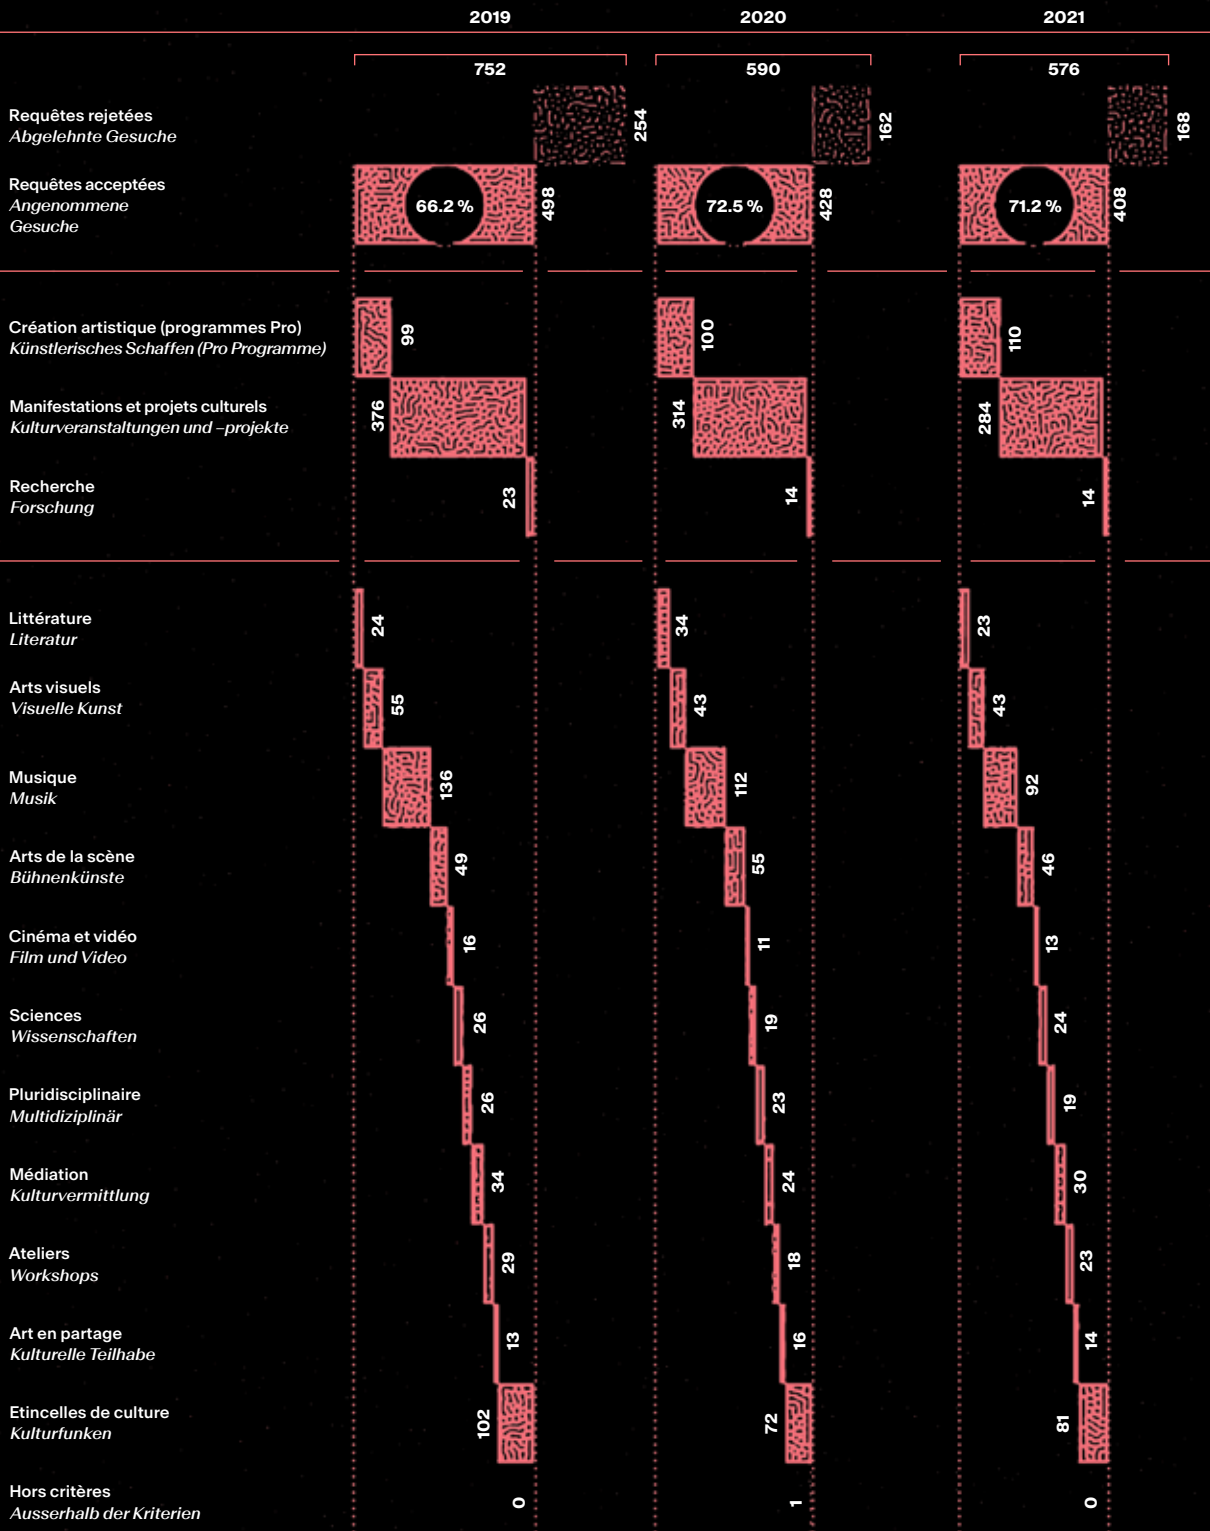 2019 2020 2021
752 590 576
Requêtes rejetées
Abgelehnte Gesuche
254 162 168
Requêtes acceptées
Angenommene
Gesuche
66.2 % 498 72.5 % 428 71.2 % 408
Création artistique (programmes Pro)
Künstlerisches Schaffen (Pro Programme)
99 100 110
Manifestations et projets culturels
Kulturveranstaltungen und –projekte
376 314 284
Recherche
Forschung
23 14 14
Littérature
Literatur
24 34 23
Arts visuels
Visuelle Kunst
55 43 43
Musique
Musik
136 112 92
Arts de la scène
Bühnenkünste
49 55 46
Cinéma et vidéo
Film und Video
16 11 13
Sciences
Wissenschaften
26 19 24
Pluridisciplinaire
Multidiziplinär
26 23 19
Médiation
Kulturvermittlung
34 24 30
Ateliers
Workshops
29 18 23
Art en partage
Kulturelle Teilhabe
13 16 14
Etincelles de culture
Kulturfunken
102 72 81
Hors critères
Ausserhalb der Kriterien
0 1 0